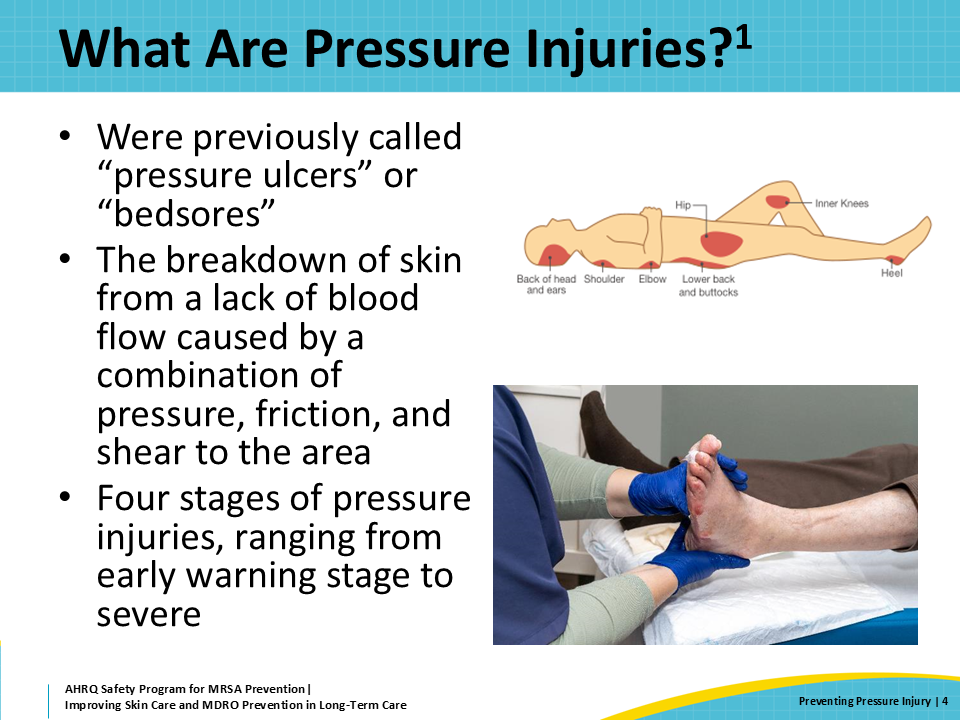 What Are Pressure Injuries?1
• Were previously called
“pressure ulcers” or
“bedsores”
• The breakdown of skin
from a lack of blood
flow caused by a
combination of
pressure, friction, and
shear to the area
• Four stages of pressure
injuries, ranging from
early warning stage to
severe
Hip
Inner Knees
Back of head
and ears
Shoulder
Elbow
Lower back
and buttocks
Heel
AHRQ Safety Program for MRSA Prevention|
Improving Skin Care and MDRO Prevention in Long-Term Care
Preventing Pressure Injury | 4